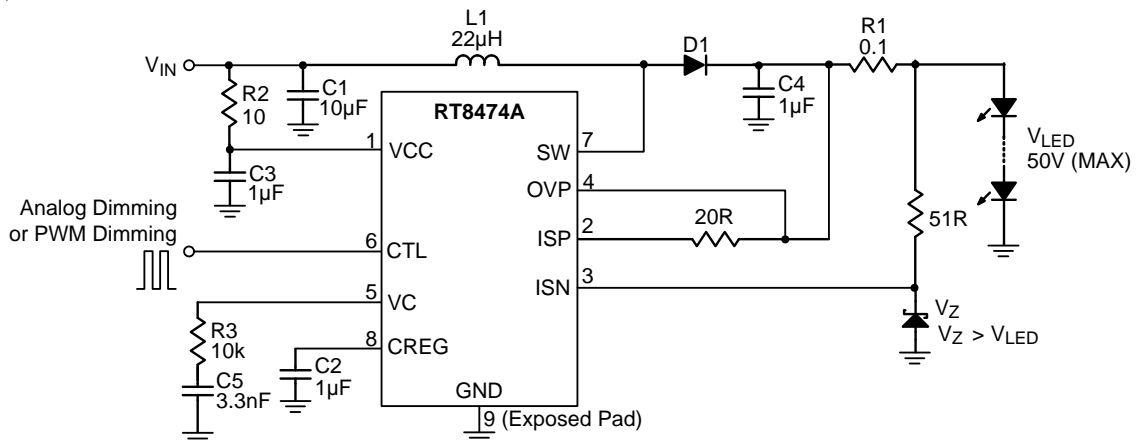 L1
22µH
R1
0.1
D1
VIN
C1
10µF
R2
10
C4
1µF
RT8474A
1
VCC
7
SW
C3
1µF
VLED
50V (MAX)
OVP
4
Analog Dimming
or PWM Dimming
20R
ISP
2
51R
6
CTL
ISN
3
5
VC
VZ
VZ > VLED
R3
10k
8
CREG
C2
1µF
C5
3.3nF
GND
9 (Exposed Pad)